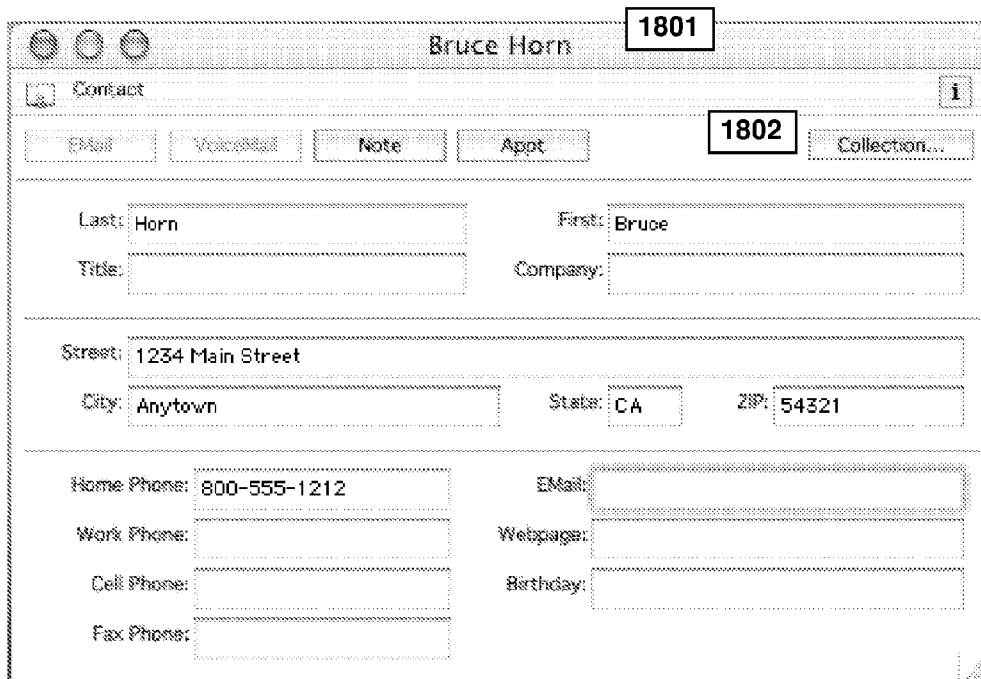 Bruce Horn 1801
Contact i
1802
EMail VoiceMail Note Appt Collection...
Last: Horn First: Bruce
Title: Company:
Street: 1234 Main Street
City: Anytown State: CA ZIP: 54321
Home Phone: 800-555-1212 EMail:
Work Phone: Webpage:
Cell Phone: Birthday:
Fax Phone: